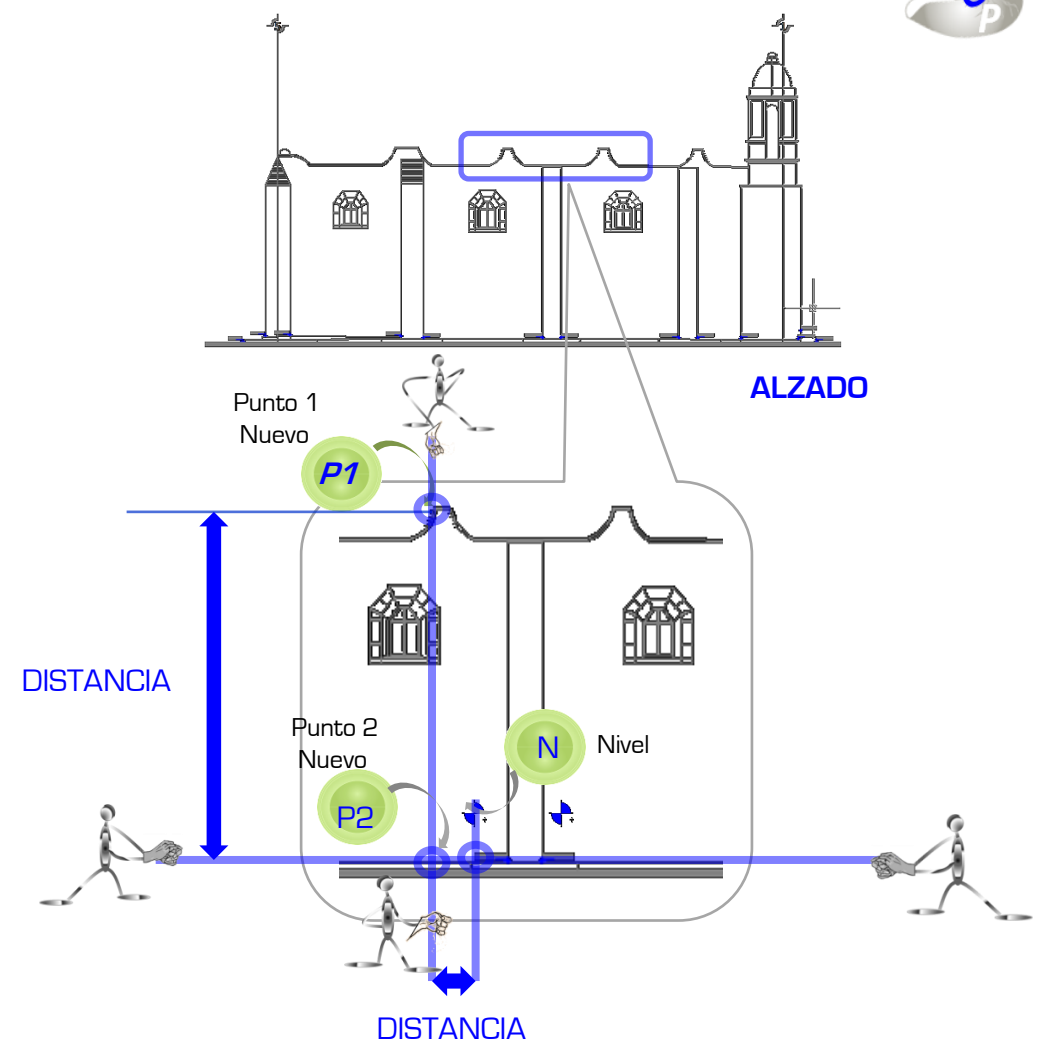 P
ALZADO
Punto 1
Nuevo
P1
DISTANCIA
Punto 2
Nuevo
N
Nivel
P2
DISTANCIA